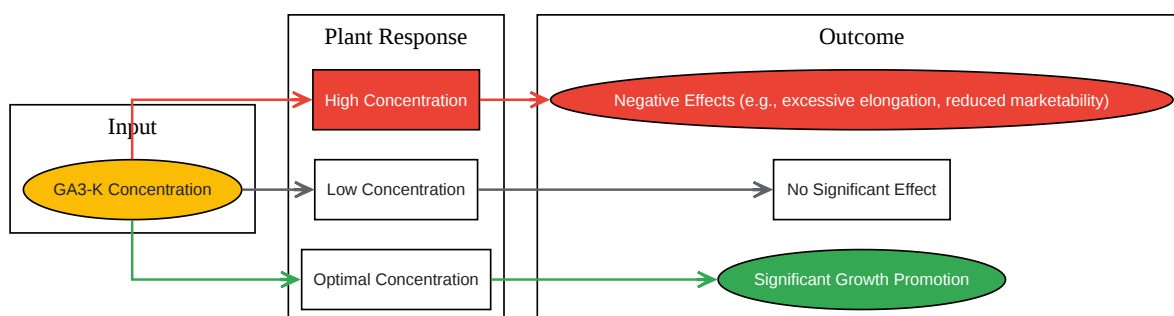 Plant Response
Outcome
High Concentration
Negative Effects (e.g., excessive elongation, reduced marketability)
Input
GA3-K Concentration
Low Concentration
No Significant Effect
Optimal Concentration
Significant Growth Promotion